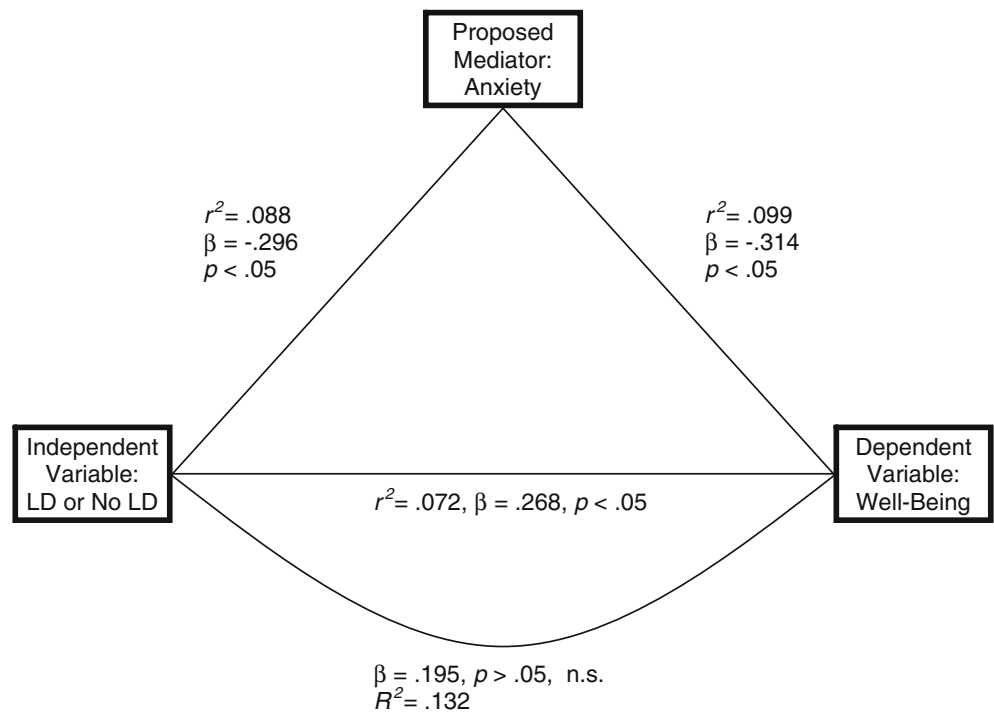 Proposed
Mediator:
Anxiety
r²= .088
β = -.296
p < .05
r²= .099
β = -.314
p < .05
Independent
Variable:
LD or No LD
r²= .072, β = .268, p < .05
Dependent
Variable:
Well-Being
β = .195, p > .05, n.s.
R²= .132